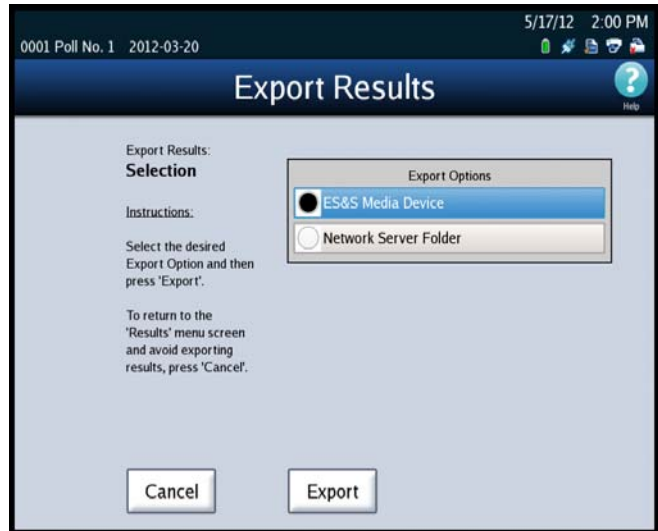 5/17/12 2:00 PM
0001 Poll No. 1 2012-03-20
Export Results
?
Help
Export Results:
Selection
Instructions:
Select the desired
Export Option and then
press 'Export'.
To return to the
'Results' menu screen
and avoid exporting
results, press 'Cancel'.
Export Options
ES&S Media Device
Network Server Folder
Cancel
Export